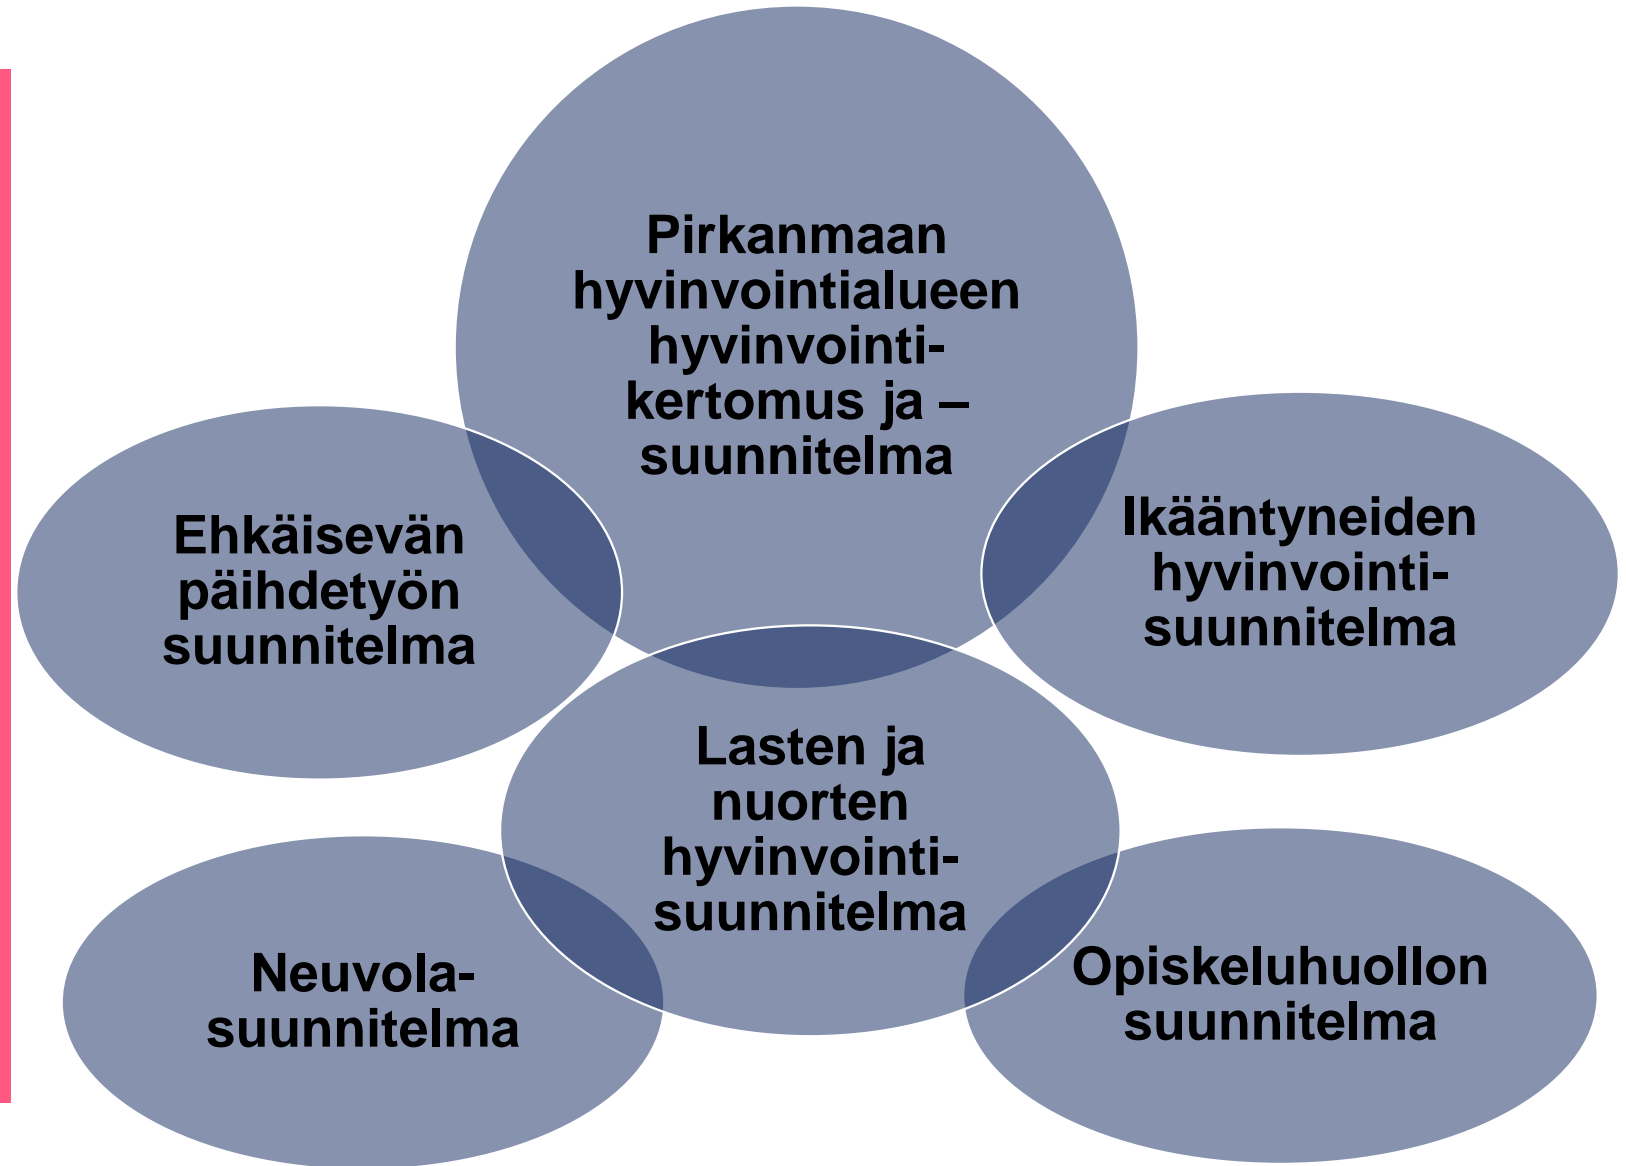 Pirkanmaan
hyvinvointialueen
hyvinvointi-
kertomus ja –
suunnitelma
Ehkäisevän
päihdetyön
suunnitelma
Ikääntyneiden
hyvinvointi-
suunnitelma
Lasten ja
nuorten
hyvinvointi-
suunnitelma
Neuvola-
suunnitelma
Opiskeluhuollon
suunnitelma